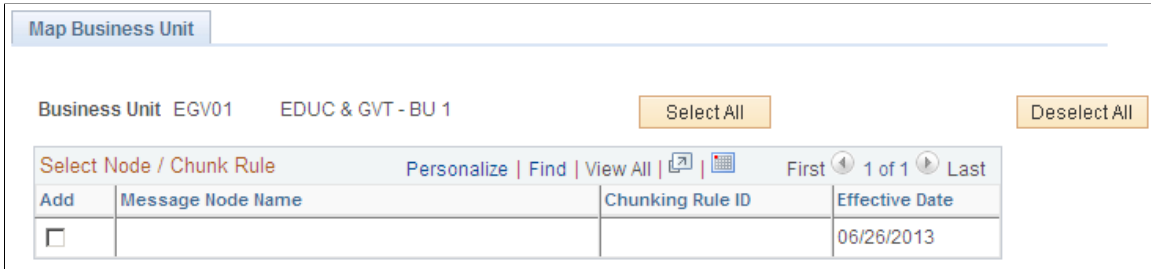 Map Business Unit
Business Unit EGV01 EDUC & GVT - BU 1 Select All Deselect All
Select Node / Chunk Rule Personalize | Find | View All | | First 1 of 1 Last
Add Message Node Name Chunking Rule ID Effective Date
06/26/2013